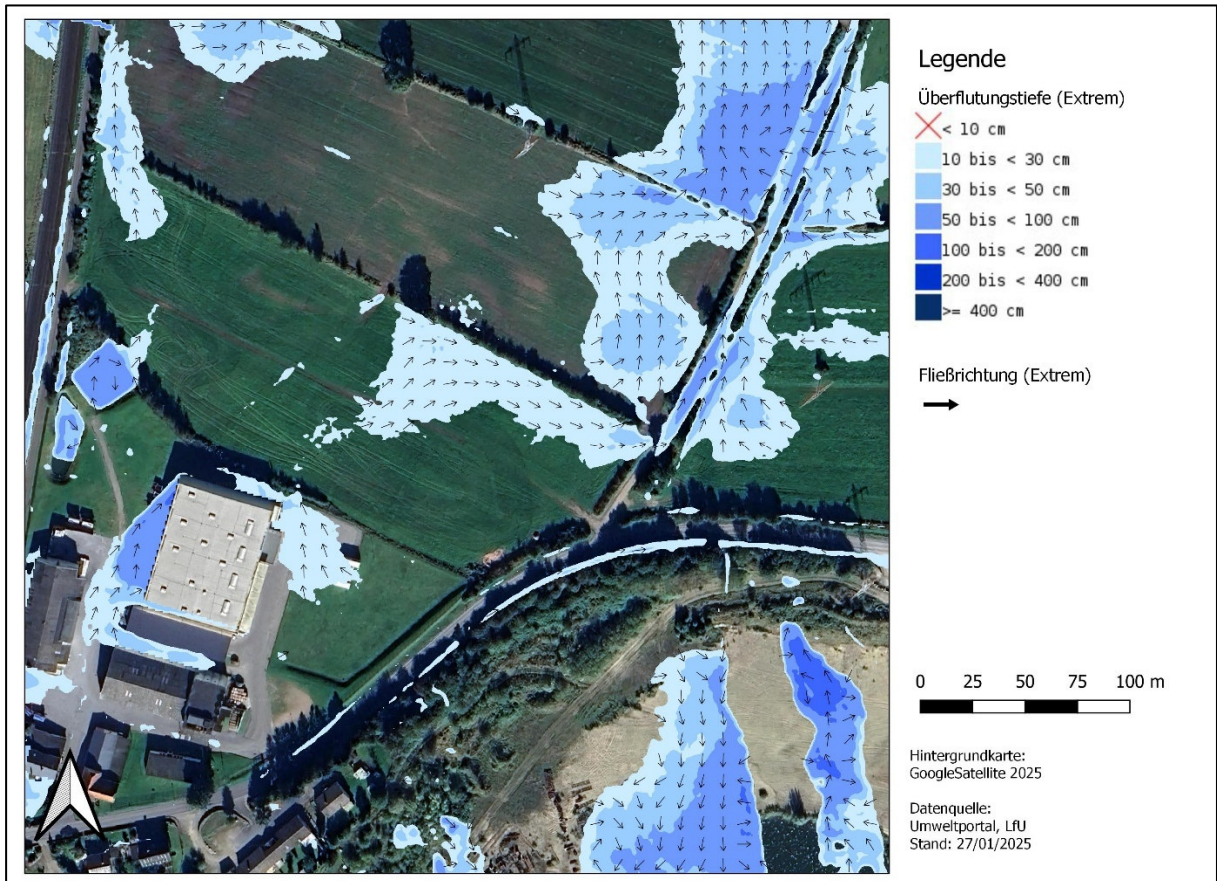 Legende
Überflutungstiefe (Extrem)
< 10 cm
10 bis < 30 cm
30 bis < 50 cm
50 bis < 100 cm
100 bis < 200 cm
200 bis < 400 cm
>= 400 cm
Fließrichtung (Extrem)
0 25 50 75 100 m
Hintergrundkarte:
GoogleSatellite 2025
Datenquelle:
Umweltportal, LfU
Stand: 27/01/2025